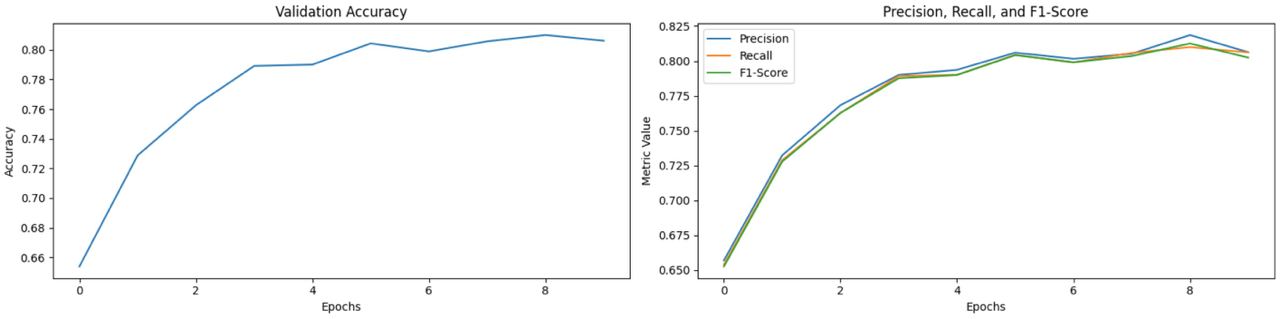 Validation Accuracy
Accuracy
0.80
0.78
0.76
0.74
0.72
0.70
0.68
0.66
0
2
4
6
8
Epochs
Precision, Recall, and F1-Score
Metric Value
0.825
0.800
0.775
0.750
0.725
0.700
0.675
0.650
Precision
Recall
F1-Score
0
2
4
6
8
Epochs